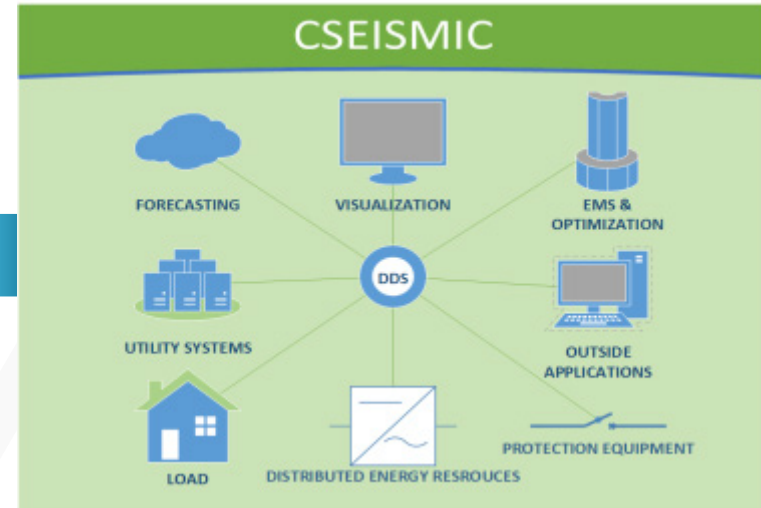 CSEISMIC
FORECASTING
VISUALIZATION
EMS &
OPTIMIZATION
DDS
UTILITY SYSTEMS
OUTSIDE
APPLICATIONS
LOAD
DISTRIBUTED ENERGY RESROUCES
PROTECTION EQUIPMENT